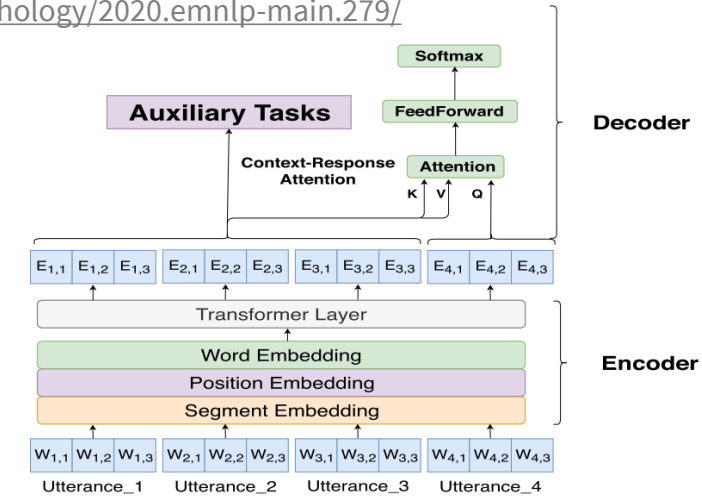 hology/2020.emnlp-main.279/
Softmax
Auxiliary Tasks
FeedForward
Decoder
Context-Response
Attention
Attention
K V Q
E1,1 E1,2 E1,3 E2,1 E2,2 E2,3 E3,1 E3,2 E3,3 E4,1 E4,2 E4,3
Transformer Layer
Word Embedding
Encoder
Position Embedding
Segment Embedding
W1,1 W1,2 W1,3 W2,1 W2,2 W2,3 W3,1 W3,2 W3,3 W4,1 W4,2 W4,3
Utterance_1 Utterance_2 Utterance_3 Utterance_4